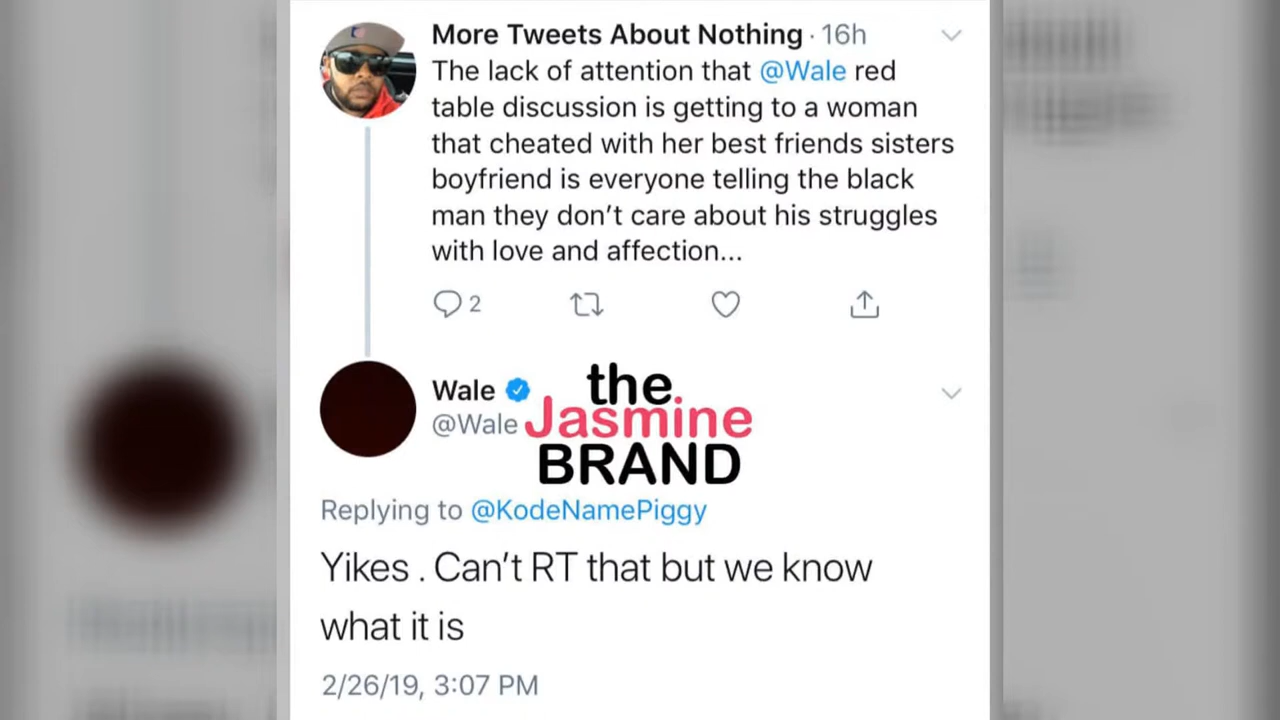 More Tweets About Nothing · 16h
The lack of attention that @Wale red
table discussion is getting to a woman
that cheated with her best friends sisters
boyfriend is everyone telling the black
man they don’t care about his struggles
with love and affection...
2
Wale
@Wale
the
Jasmine
BRAND
Replying to @KodeNamePiggy
Yikes . Can’t RT that but we know
what it is
2/26/19, 3:07 PM